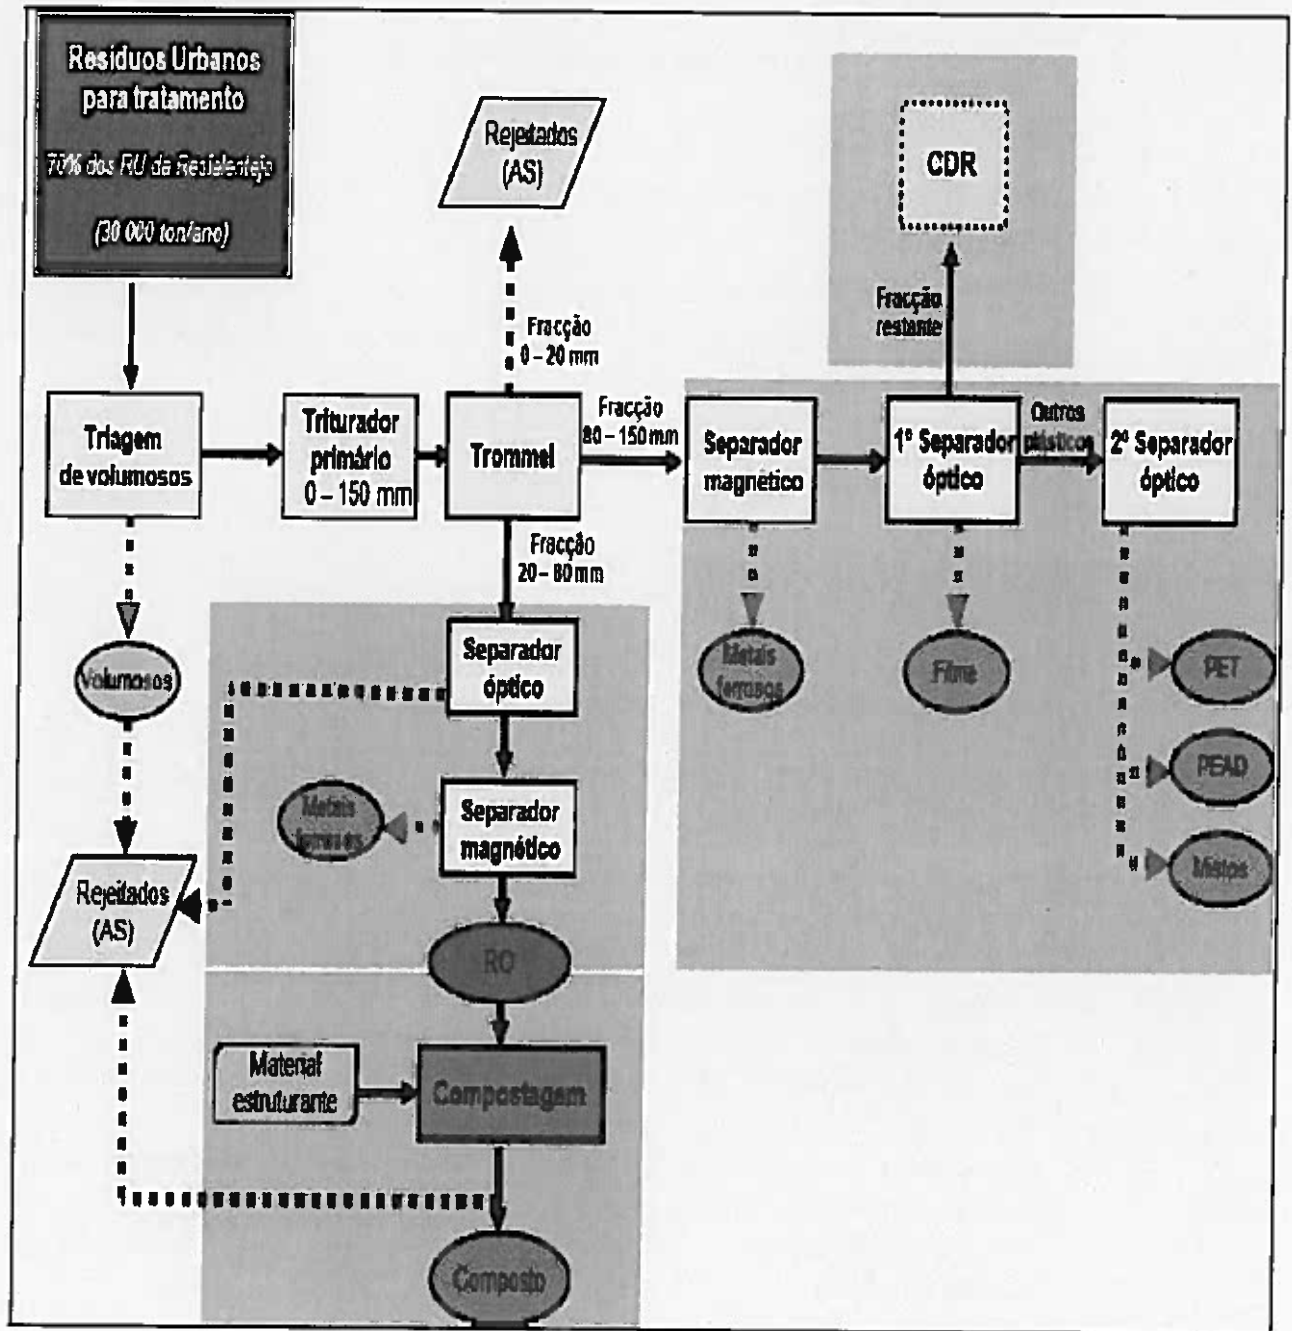 Resíduos Urbanos
para tratamento
70% dos RU da Resialentejo
(30 000 ton/ano)
Rejeitados
(AS)
CDR
Fracção
restante
Fracção
0 – 20 mm
Triagem
de volumosos
Triturador
primário
0 – 150 mm
Trommel
Fracção
80 – 150 mm
Separador
magnético
1º Separador
óptico
Outros
plásticos
2º Separador
óptico
Fracção
20 – 80 mm
Volumosos
Separador
óptico
Metais
ferrosos
Filme
PET
PEAD
Mistos
Metais
ferrosos
Separador
magnético
Rejeitados
(AS)
RO
Material
estruturante
Compostagem
Composto